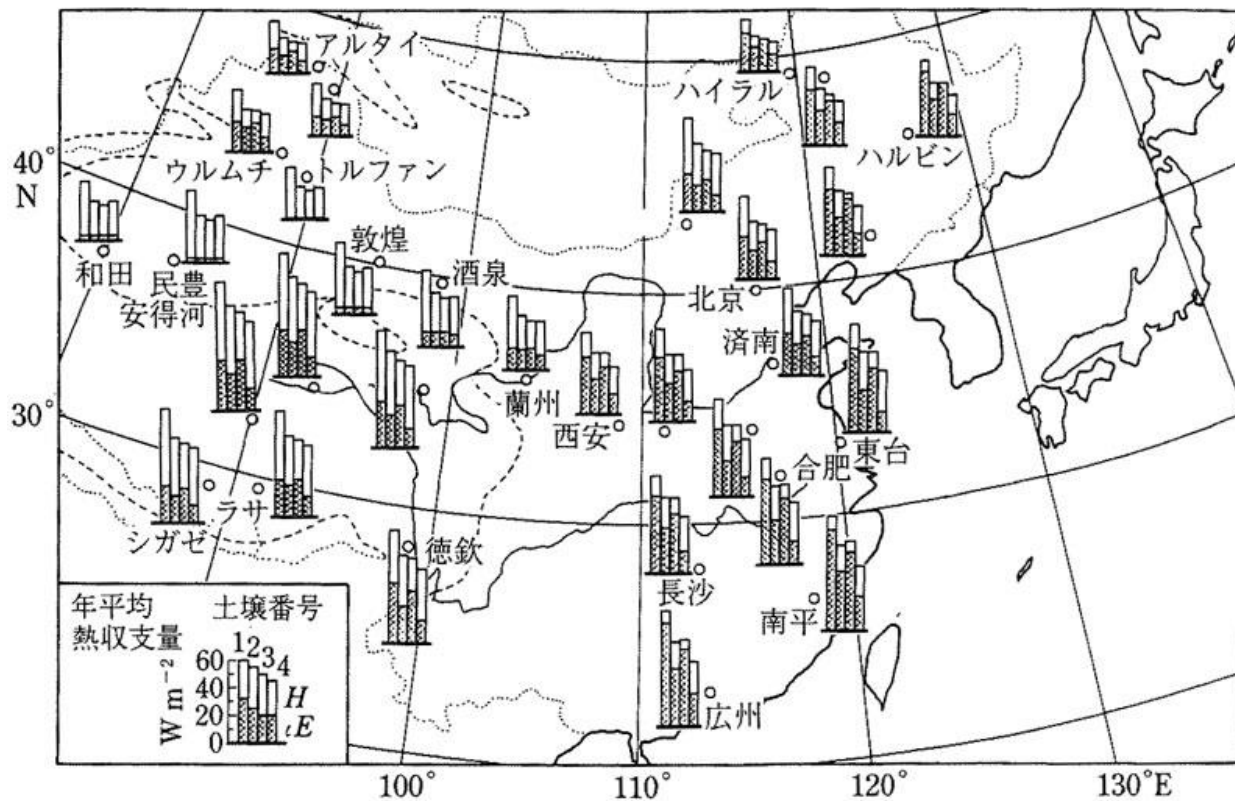 アルタイ
ハイラル
ハルビン
40°
N
ウルムチ
トルファン
敦煌
酒泉
和田
民豊
安得河
北京
済南
30°
蘭州
西安
合肥
東台
シガゼ
ラサ
徳欽
長沙
南平
広州
年平均
熱収支量
土壌番号
1 2 3 4
W m⁻²
60
40
20
0
H
ιE
100°
110°
120°
130°E